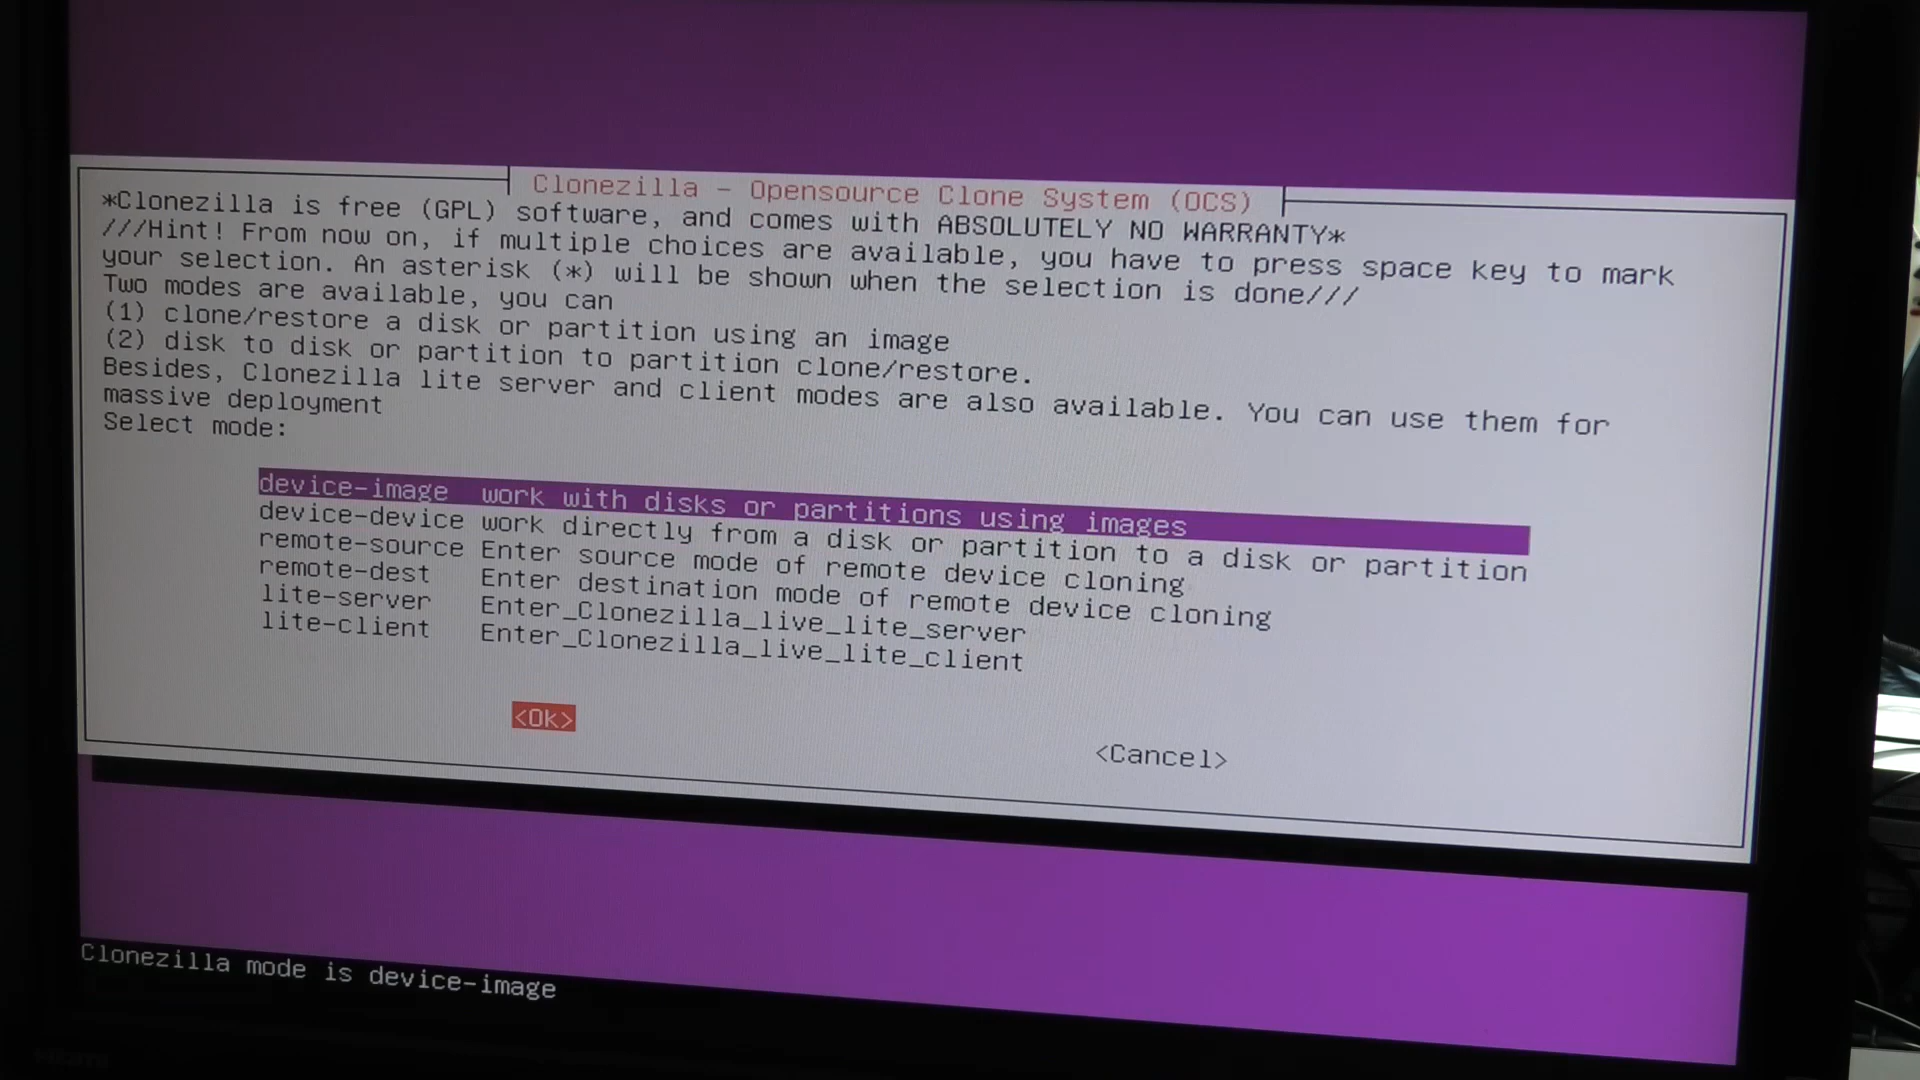 Clonezilla - Opensource Clone System (OCS)
*Clonezilla is free (GPL) software, and comes with ABSOLUTELY NO WARRANTY*
///Hint! From now on, if multiple choices are available, you have to press space key to mark
your selection. An asterisk (*) will be shown when the selection is done///
Two modes are available, you can
(1) clone/restore a disk or partition using an image
(2) disk to disk or partition to partition clone/restore.
Besides, Clonezilla lite server and client modes are also available. You can use them for
massive deployment
Select mode:
device-image work with disks or partitions using images
device-device work directly from a disk or partition to a disk or partition
remote-source Enter source mode of remote device cloning
remote-dest Enter destination mode of remote device cloning
lite-server Enter_Clonezilla_live_lite_server
lite-client Enter_Clonezilla_live_lite_client
<Ok>
<Cancel>
Clonezilla mode is device-image